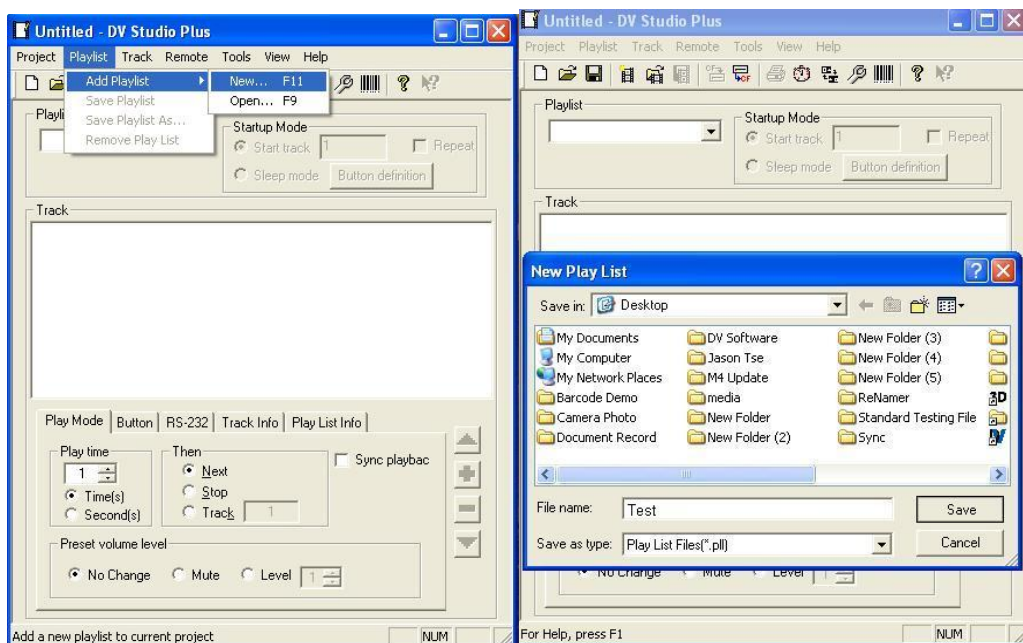 Untitled - DV Studio Plus
Project Playlist Track Remote Tools View Help
Add Playlist
New... F11
Open... F9
Save Playlist
Save Playlist As...
Remove Play List
Playli
Startup Mode
Start track 1 Repeat
Sleep mode Button definition
Track
Play Mode Button RS-232 Track Info Play List Info
Play time
1
Time(s)
Second(s)
Then
Next
Stop
Track 1
Sync playbac
Preset volume level
No Change Mute Level 1
Add a new playlist to current project NUM
Untitled - DV Studio Plus
Project Playlist Track Remote Tools View Help
Playlist
Startup Mode
Start track 1 Repeat
Sleep mode Button definition
Track
New Play List
Save in: Desktop
My Documents DV Software New Folder (3)
My Computer Jason Tse New Folder (4)
My Network Places M4 Update New Folder (5)
Barcode Demo media ReNamer 3D
Camera Photo New Folder Standard Testing File
Document Record New Folder (2) Sync
File name: Test Save
Save as type: Play List Files(*.pll) Cancel
No Change Mute Level 1
For Help, press F1 NUM